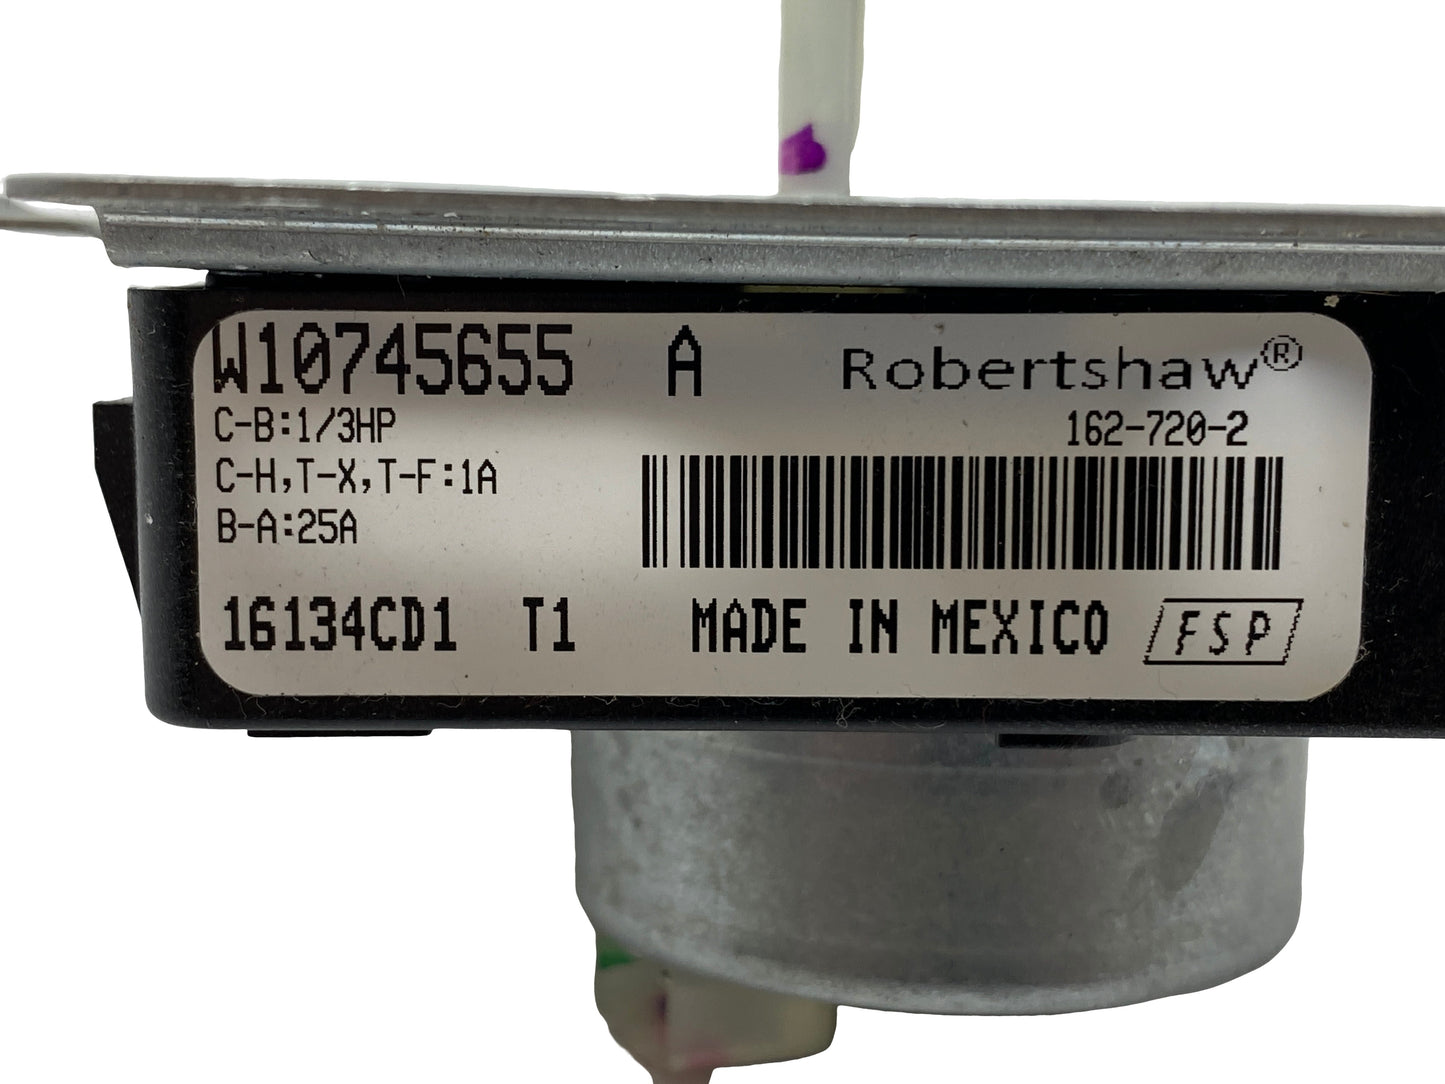 W10745655 A Robertshaw®
C-B:1/3HP 162-720-2
C-H,T-X,T-F:1A
B-A:25A
16134CD1 T1 MADE IN MEXICO FSP